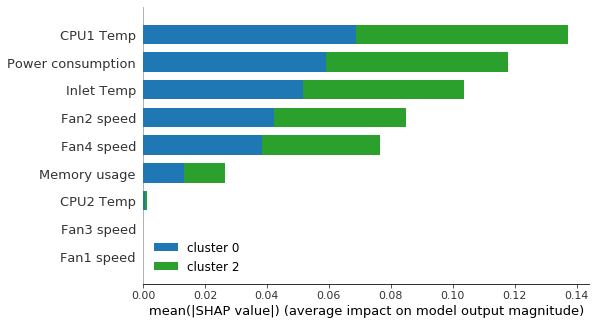 CPU1 Temp
Power consumption
Inlet Temp
Fan2 speed
Fan4 speed
Memory usage
CPU2 Temp
Fan3 speed
Fan1 speed
cluster 0
cluster 2
0.00 0.02 0.04 0.06 0.08 0.10 0.12 0.14
mean(|SHAP value|) (average impact on model output magnitude)